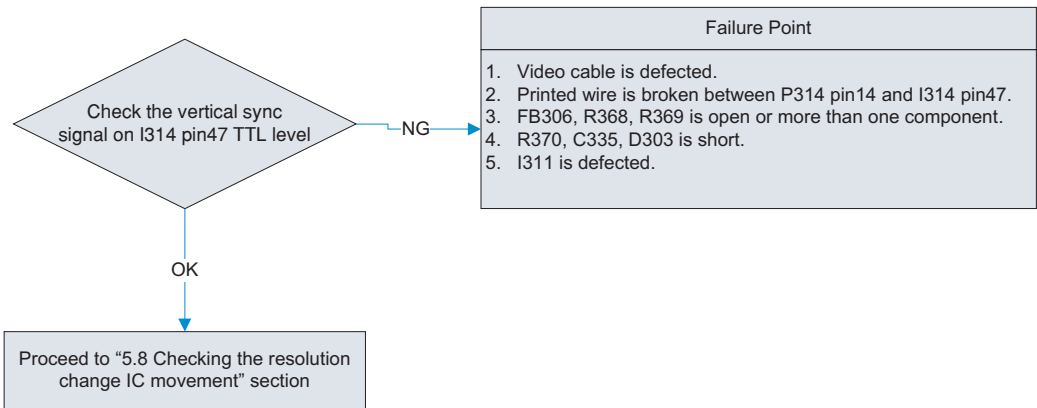 Check the vertical sync
signal on I314 pin47 TTL level
NG
Failure Point
1. Video cable is defected.
2. Printed wire is broken between P314 pin14 and I314 pin47.
3. FB306, R368, R369 is open or more than one component.
4. R370, C335, D303 is short.
5. I311 is defected.
OK
Proceed to “5.8 Checking the resolution
change IC movement” section